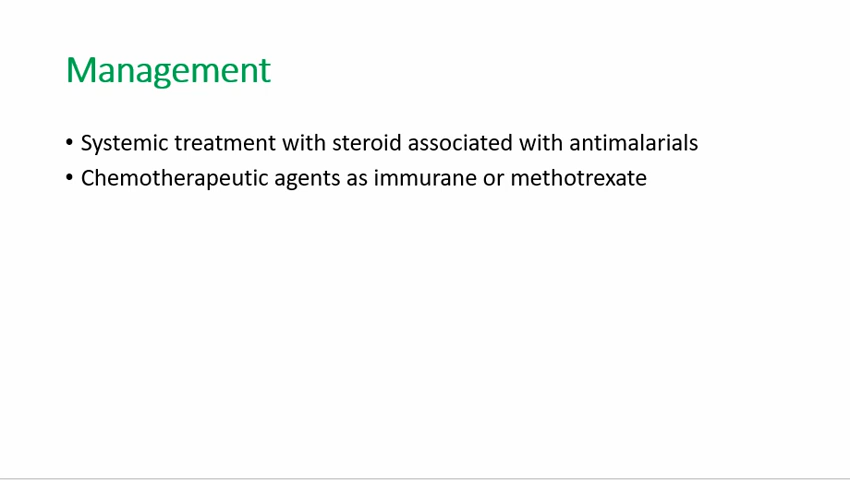 Management
• Systemic treatment with steroid associated with antimalarials
• Chemotherapeutic agents as immurane or methotrexate